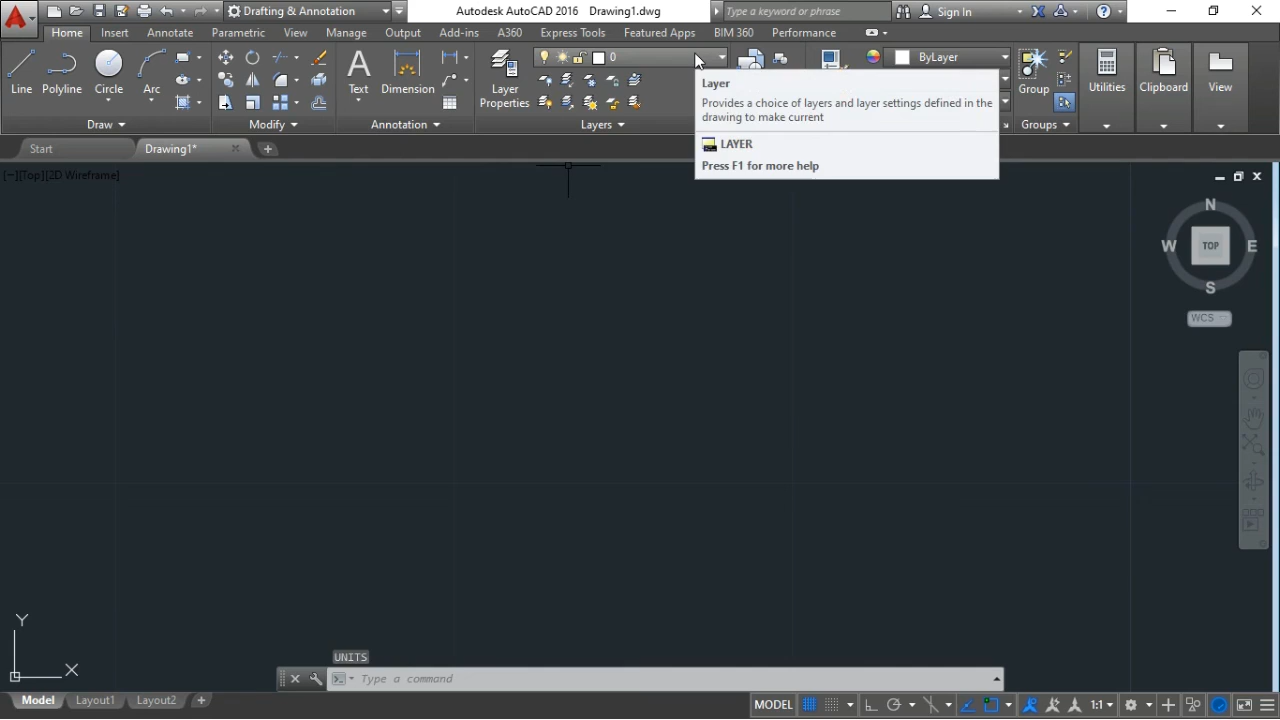 Drafting & Annotation
Autodesk AutoCAD 2016 Drawing1.dwg
Type a keyword or phrase
Sign In
Home Insert Annotate Parametric View Manage Output Add-ins A360 Express Tools Featured Apps BIM 360 Performance
0
ByLayer
Line Polyline Circle Arc
Text Dimension
Layer
Properties
Group
Utilities Clipboard View
Draw Modify Annotation Layers Groups
Layer
Provides a choice of layers and layer settings defined in the
drawing to make current
LAYER
Press F1 for more help
Start Drawing1*
[−][Top][2D Wireframe]
N
W TOP E
S
WCS
Y
X
UNITS
Type a command
Model Layout1 Layout2
MODEL 1:1